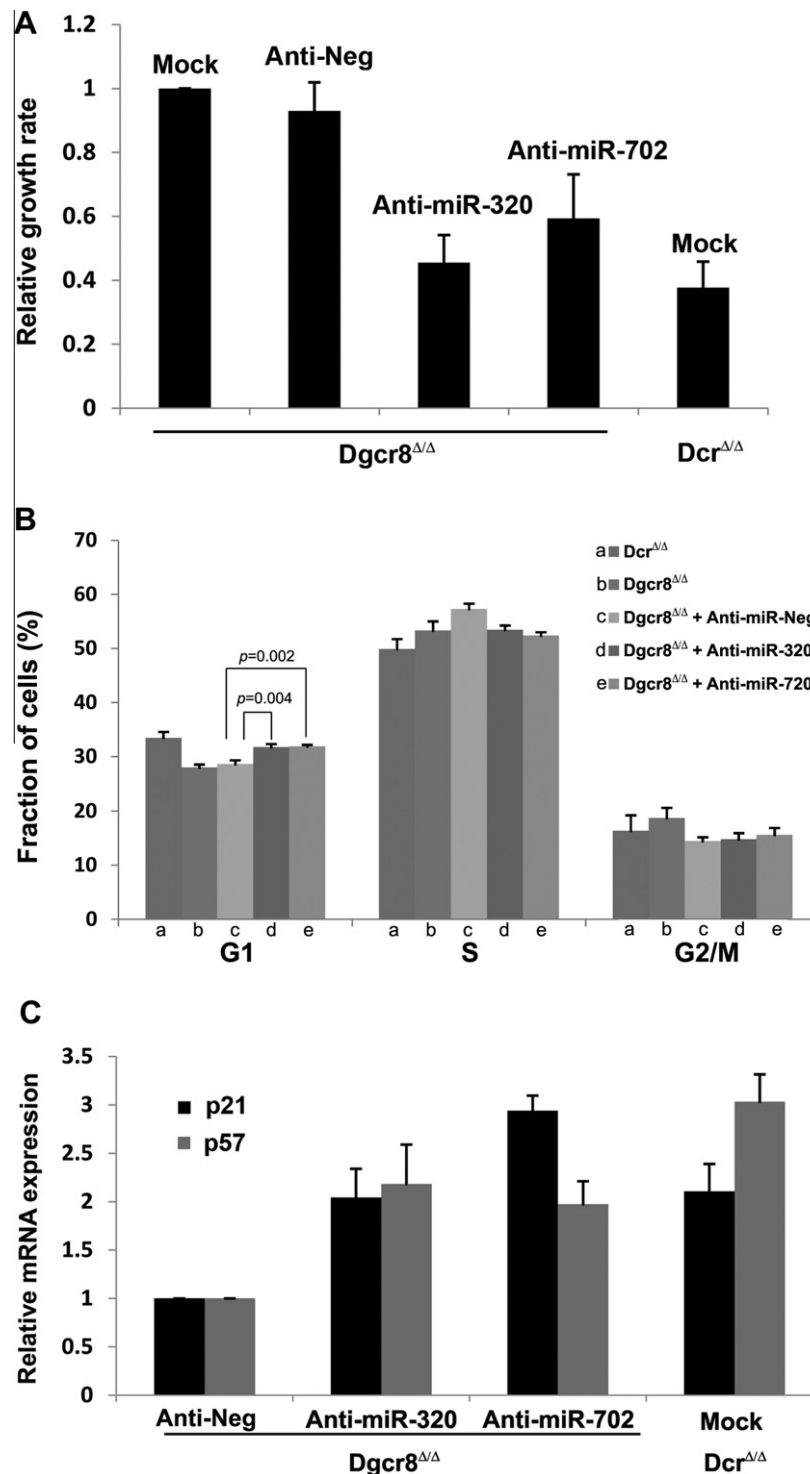 A
Relative growth rate
1.2
1
0.8
0.6
0.4
0.2
0
Mock
Anti-Neg
Anti-miR-320
Anti-miR-702
Mock
Dgcr8Δ/Δ
DcrΔ/Δ
B
Fraction of cells (%)
70
60
50
40
30
20
10
0
p=0.002
p=0.004
a DcrΔ/Δ
b Dgcr8Δ/Δ
c Dgcr8Δ/Δ + Anti-miR-Neg
d Dgcr8Δ/Δ + Anti-miR-320
e Dgcr8Δ/Δ + Anti-miR-720
a b c d e a b c d e a b c d e
G1 S G2/M
C
Relative mRNA expression
3.5
3
2.5
2
1.5
1
0.5
0
p21
p57
Anti-Neg Anti-miR-320 Anti-miR-702 Mock
Dgcr8Δ/Δ DcrΔ/Δ